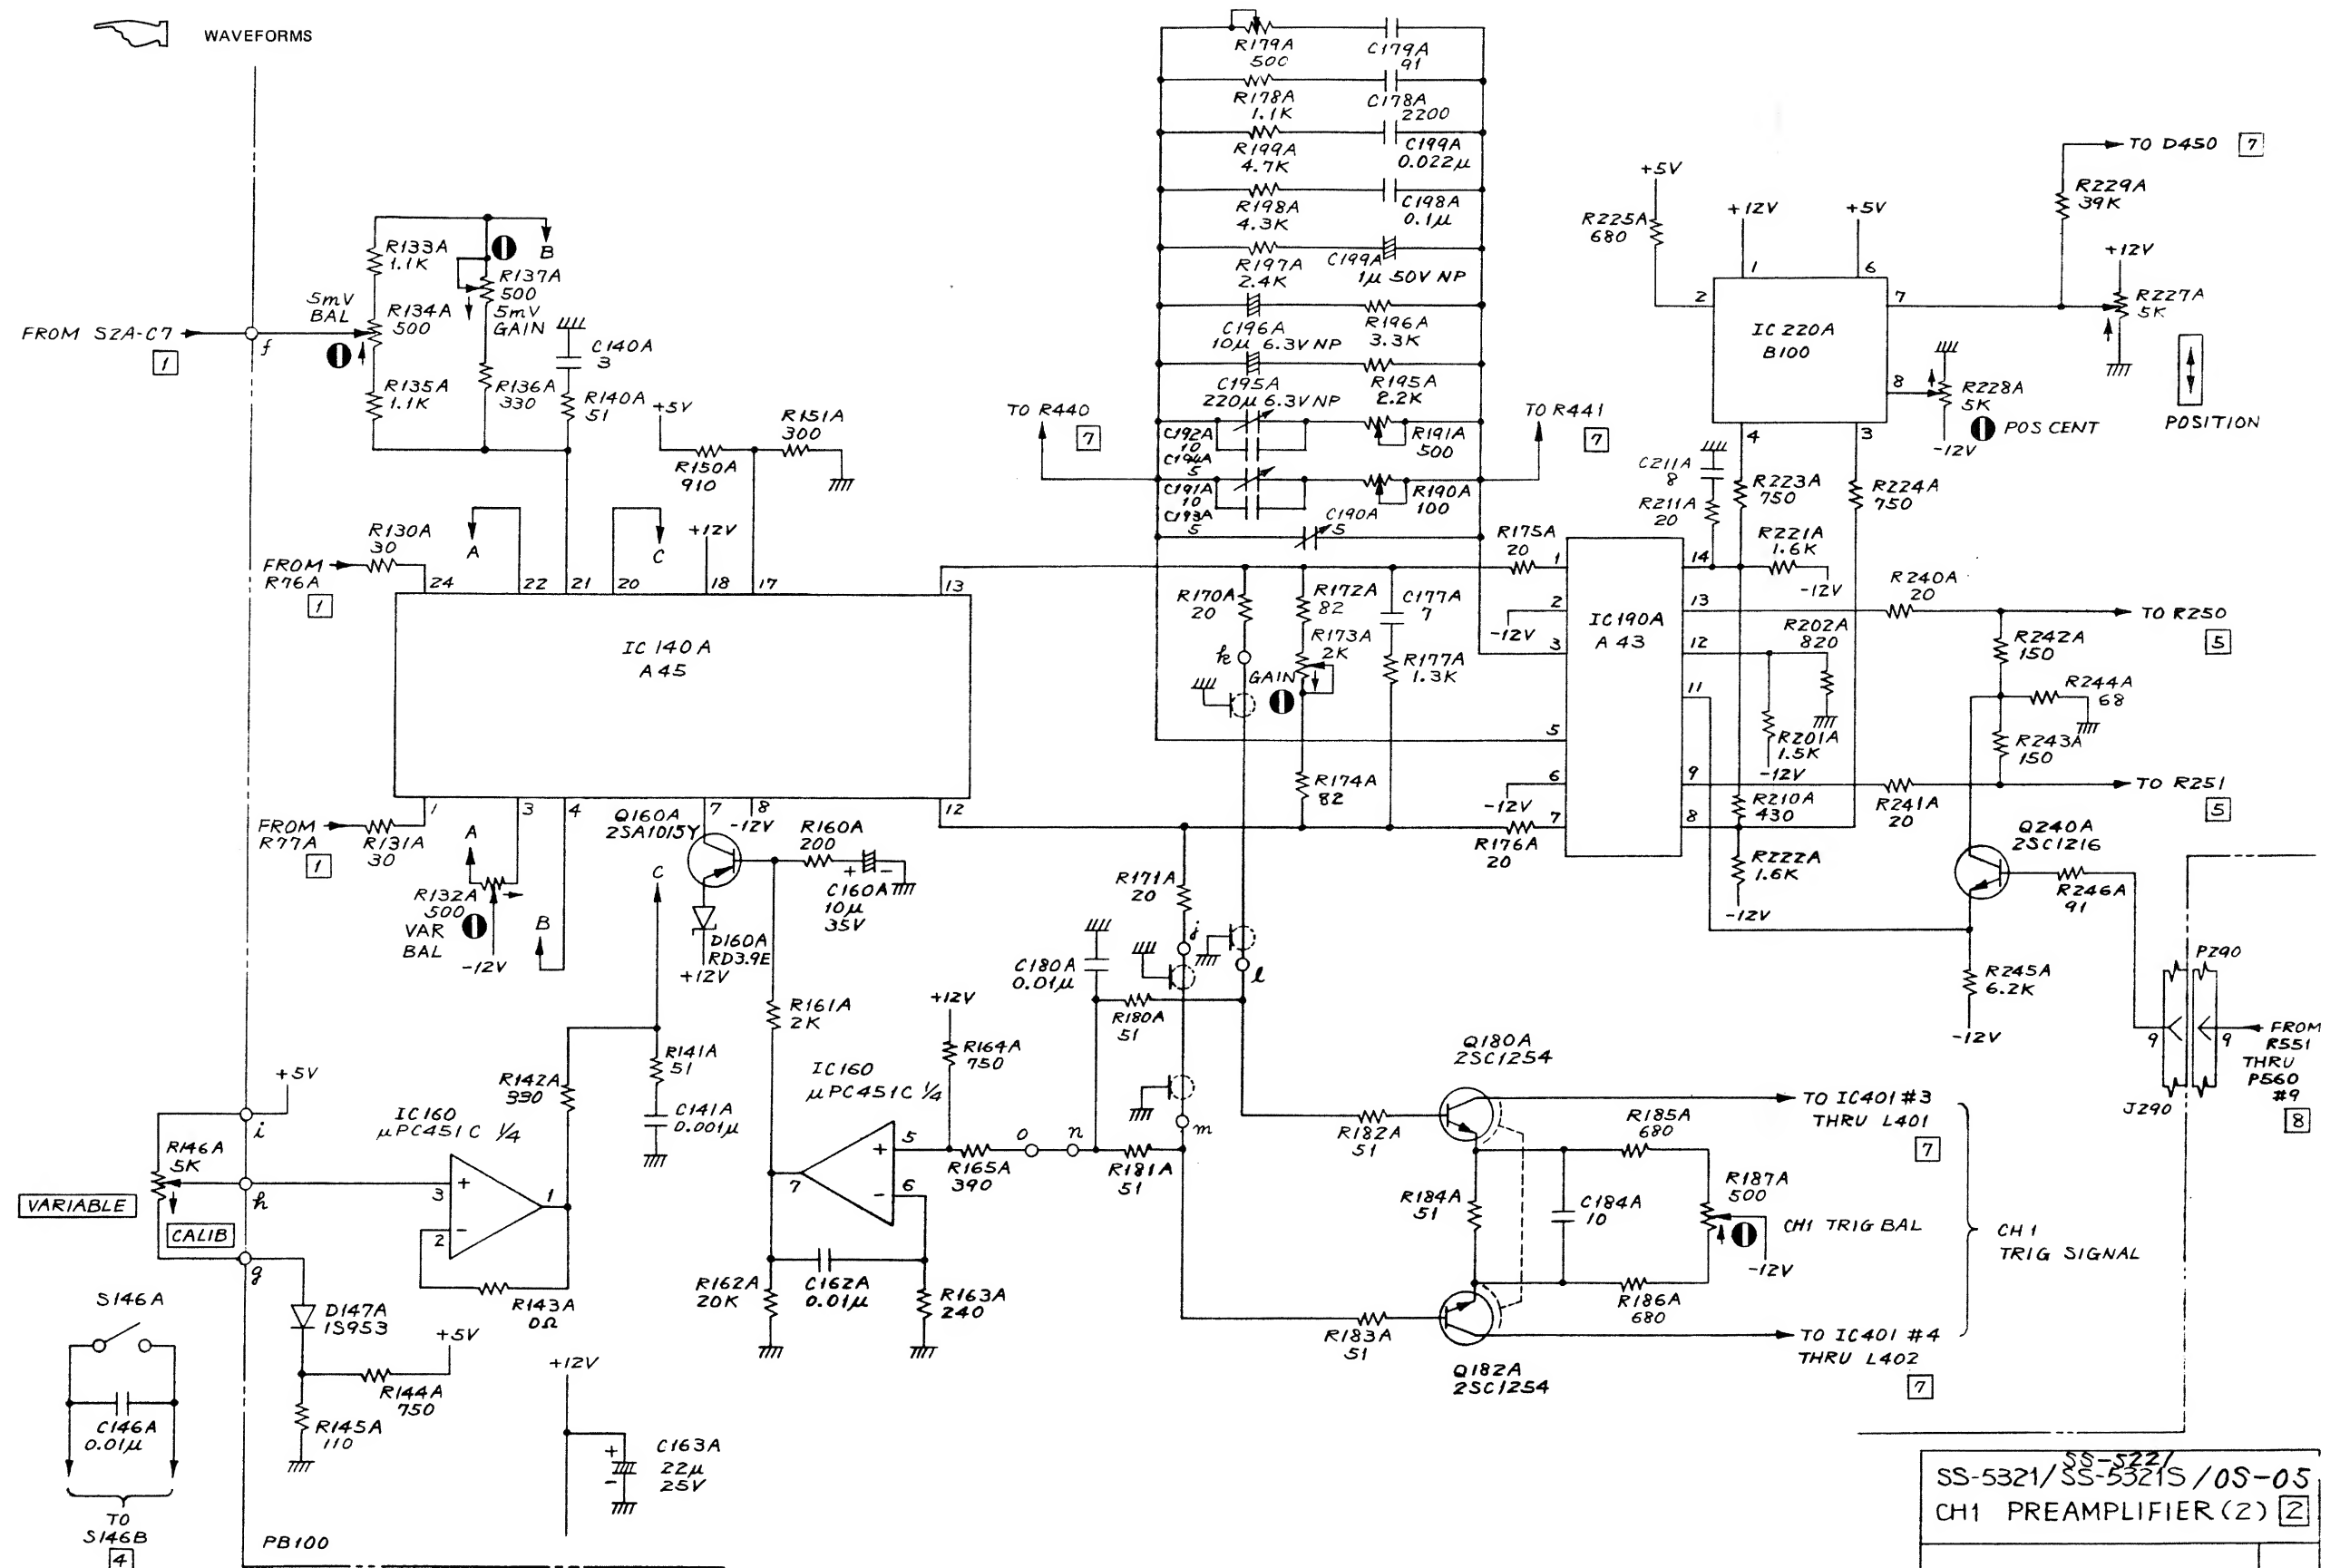 WAVEFORMS
R179A
500
C179A
91
R178A
1.1K
C178A
2200
R199A
4.7K
C199A
0.022μ
R198A
4.3K
C198A
0.1μ
R197A
2.4K
C199A
1μ 50V NP
C196A
10μ 6.3V NP
R196A
3.3K
C195A
220μ 6.3V NP
R195A
2.2K
C192A
10
C194A
5
R191A
500
C191A
10
C193A
5
R190A
100
C190A
5
TO R440
7
TO R441
7
FROM S2A-C7
1
f
5mV
BAL
R133A
1.1K
R134A
500
R135A
1.1K
B
R137A
500
5mV
GAIN
R136A
330
C140A
3
R140A
51
+5V
R150A
910
R151A
300
R130A
30
FROM
R76A
1
A
C
+12V
24
22
21
20
18
17
13
IC 140A
A45
1
3
4
7
8
12
FROM
R77A
1
R131A
30
A
R132A
500
VAR
BAL
-12V
B
Q160A
2SA1015Y
-12V
R160A
200
+ -
C160A
10μ
35V
D160A
RD3.9E
+12V
C
R161A
2K
R141A
51
C141A
0.001μ
R142A
330
IC160
μPC451C 1/4
3
+
2
-
1
R143A
0Ω
+5V
i
R146A
5K
h
VARIABLE
CALIB
g
S146A
C146A
0.01μ
TO
S146B
4
D147A
1S953
+5V
R144A
750
R145A
110
PB100
+12V
+
-
C163A
22μ
25V
IC160
μPC451C 1/4
+12V
R164A
750
5
+
6
-
7
R165A
390
o
n
R162A
20K
C162A
0.01μ
R163A
240
C180A
0.01μ
R180A
51
R181A
51
R171A
20
j
l
m
R170A
20
k
R172A
82
R173A
2K
GAIN
R174A
82
C177A
7
R177A
1.3K
R175A
20
R176A
20
1
2
-12V
3
5
6
-12V
7
IC190A
A 43
14
13
12
11
9
8
C211A
8
R211A
20
R223A
750
R224A
750
R221A
1.6K
-12V
R202A
820
R201A
1.5K
-12V
R210A
430
R222A
1.6K
-12V
+5V
R225A
680
+12V
+5V
1
6
2
7
8
4
3
IC 220A
B100
TO D450
7
R229A
39K
+12V
R227A
5K
R228A
5K
POS CENT
-12V
POSITION
R240A
20
TO R250
5
R242A
150
R244A
68
R243A
150
R241A
20
TO R251
5
Q240A
2SC1216
R246A
91
R245A
6.2K
-12V
P290
J290
9
9
FROM
R551
THRU
P560
#9
8
Q180A
2SC1254
R182A
51
TO IC401 #3
THRU L401
7
R185A
680
R184A
51
C184A
10
R187A
500
CH1 TRIG BAL
-12V
R186A
680
R183A
51
Q182A
2SC1254
TO IC401 #4
THRU L402
7
CH1
TRIG SIGNAL
SS-5221
SS-5321/SS-5321S/OS-05
CH1 PREAMPLIFIER(2) 2